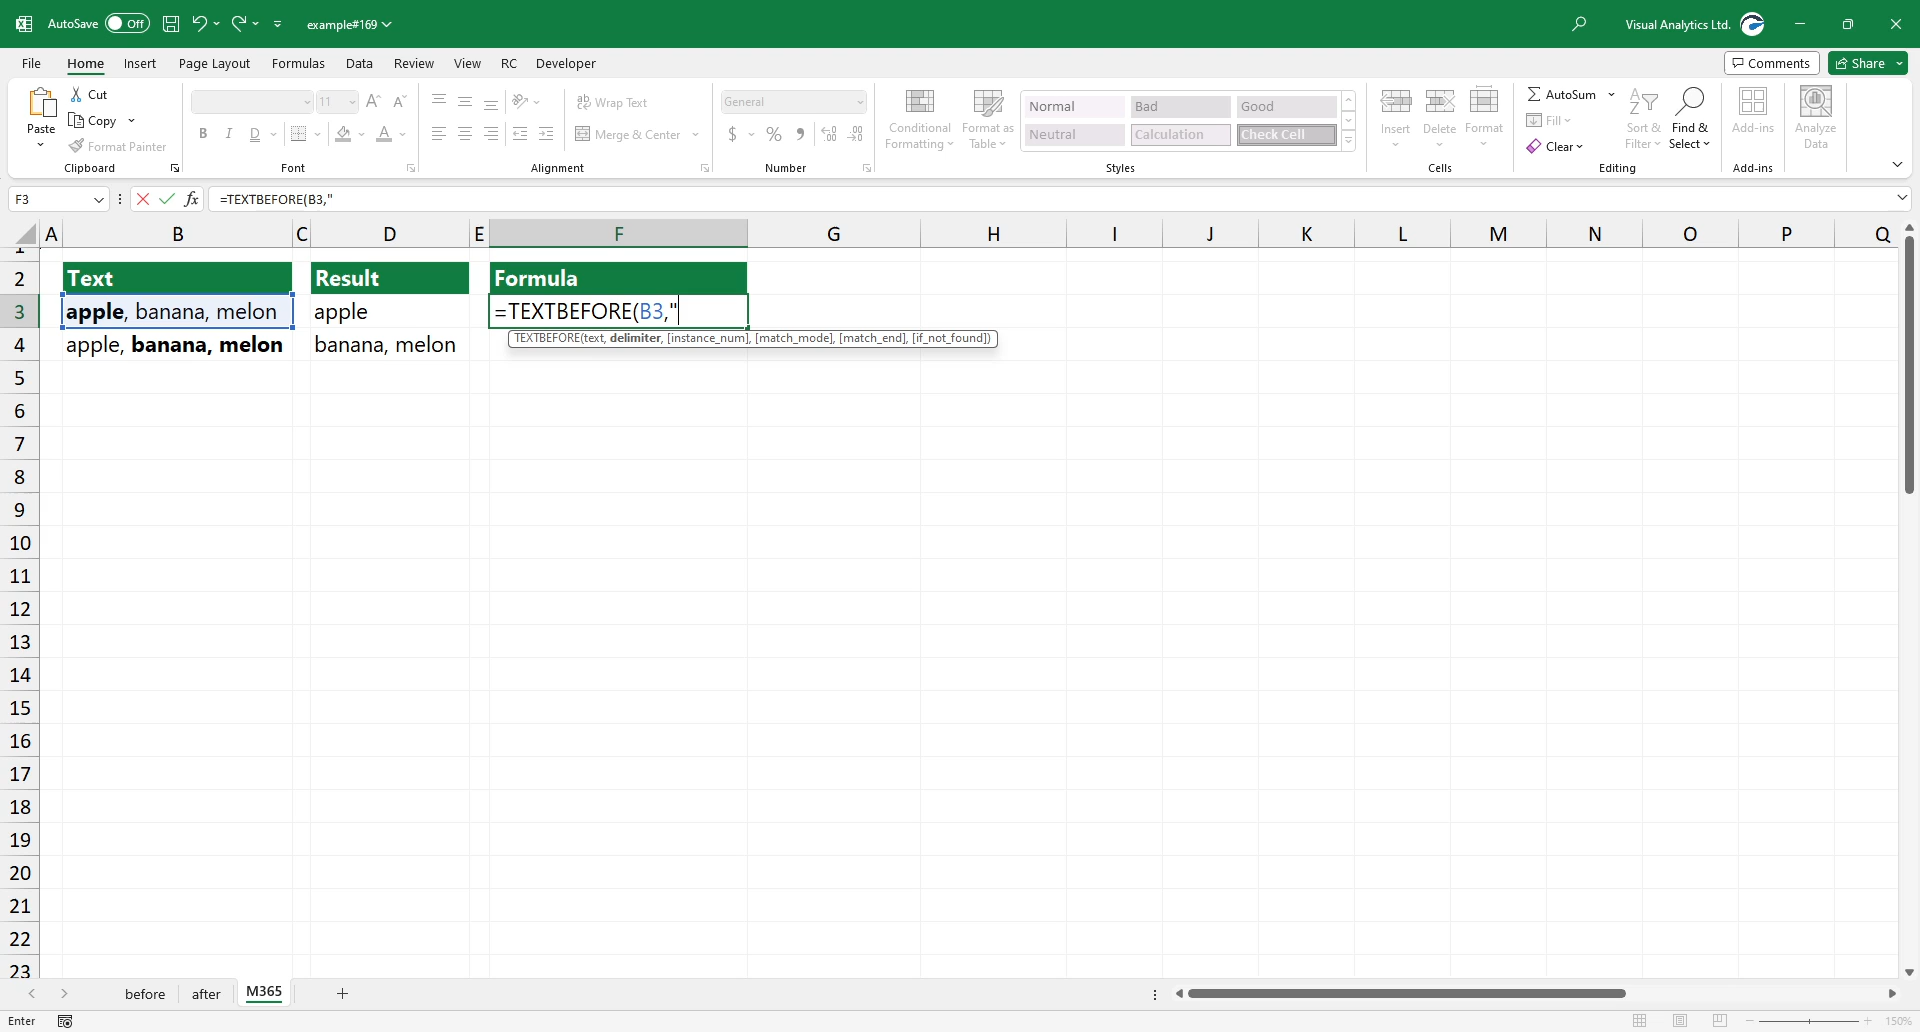 AutoSave Off example#169 Visual Analytics Ltd.
File Home Insert Page Layout Formulas Data Review View RC Developer Comments Share
Paste Cut Copy Format Painter Clipboard
11 B I D Font
ab Wrap Text Merge & Center Alignment
General $ % Number
Conditional Formatting Format as Table Normal Bad Good Neutral Calculation Check Cell Styles
Insert Delete Format Cells
AutoSum Fill Clear Sort & Filter Find & Select Editing
Add-ins Add-ins
Analyze Data
F3 fx =TEXTBEFORE(B3,"
A B C D E F G H I J K L M N O P Q
1
2 Text Result Formula
3 apple, banana, melon apple =TEXTBEFORE(B3,"
TEXTBEFORE(text, delimiter, [instance_num], [match_mode], [match_end], [if_not_found])
4 apple, banana, melon banana, melon
5
6
7
8
9
10
11
12
13
14
15
16
17
18
19
20
21
22
23
before after M365
Enter 150%